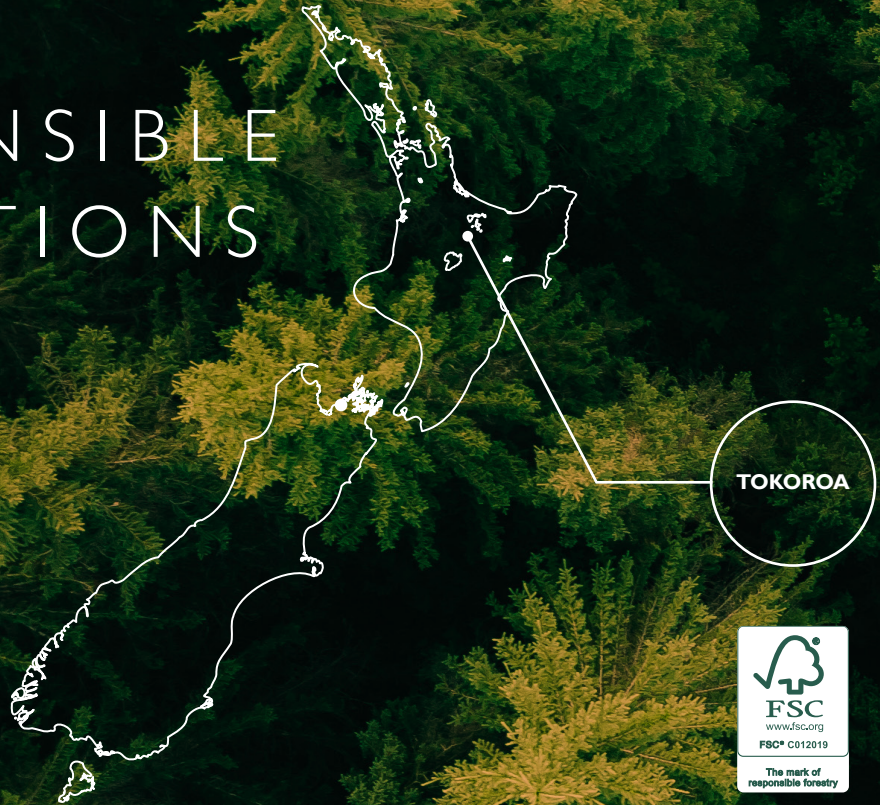 NSIBLE
TIONS
TOKOROA
FSC
www.fsc.org
FSC® C012019
The mark of
responsible forestry